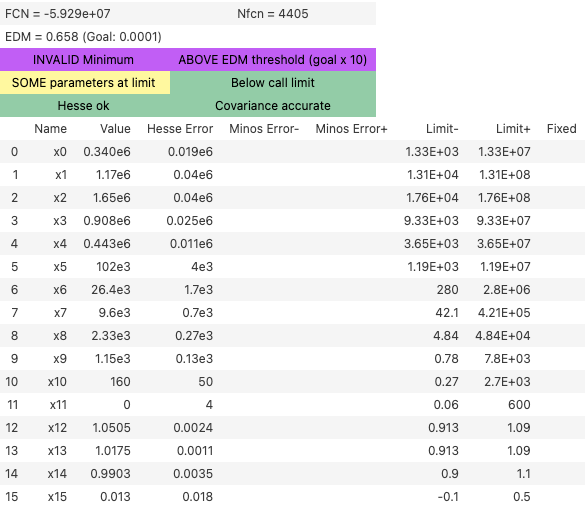 FCN = -5.929e+07 Nfcn = 4405
EDM = 0.658 (Goal: 0.0001)
INVALID Minimum ABOVE EDM threshold (goal x 10)
SOME parameters at limit Below call limit
Hesse ok Covariance accurate
Name Value Hesse Error Minos Error- Minos Error+ Limit- Limit+ Fixed
0 x0 0.340e6 0.019e6 1.33E+03 1.33E+07
1 x1 1.17e6 0.04e6 1.31E+04 1.31E+08
2 x2 1.65e6 0.04e6 1.76E+04 1.76E+08
3 x3 0.908e6 0.025e6 9.33E+03 9.33E+07
4 x4 0.443e6 0.011e6 3.65E+03 3.65E+07
5 x5 102e3 4e3 1.19E+03 1.19E+07
6 x6 26.4e3 1.7e3 280 2.8E+06
7 x7 9.6e3 0.7e3 42.1 4.21E+05
8 x8 2.33e3 0.27e3 4.84 4.84E+04
9 x9 1.15e3 0.13e3 0.78 7.8E+03
10 x10 160 50 0.27 2.7E+03
11 x11 0 4 0.06 600
12 x12 1.0505 0.0024 0.913 1.09
13 x13 1.0175 0.0011 0.913 1.09
14 x14 0.9903 0.0035 0.9 1.1
15 x15 0.013 0.018 -0.1 0.5